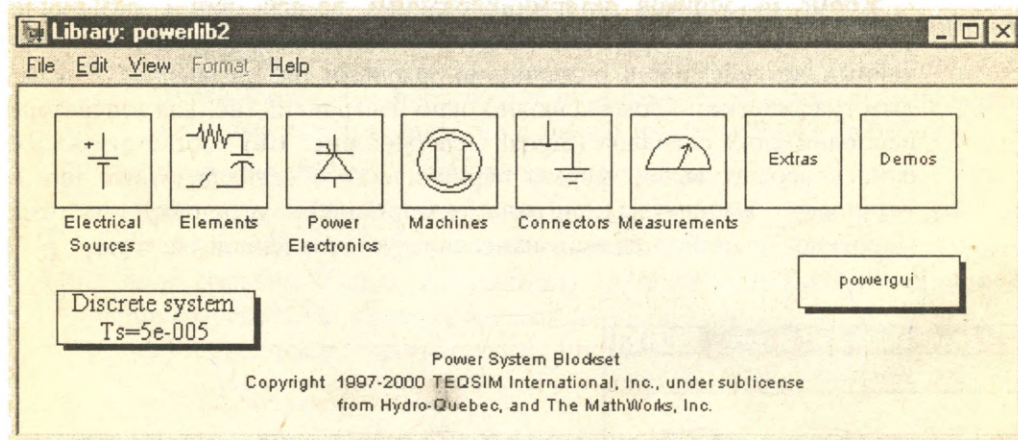 Library: powerlib2
File Edit View Format Help
Extras
Demos
Electrical Sources
Elements
Power Electronics
Machines
Connectors
Measurements
powergui
Discrete system
Ts=5e-005
Power System Blockset
Copyright 1997-2000 TEQSIM International, Inc., under sublicense
from Hydro-Quebec, and The MathWorks, Inc.